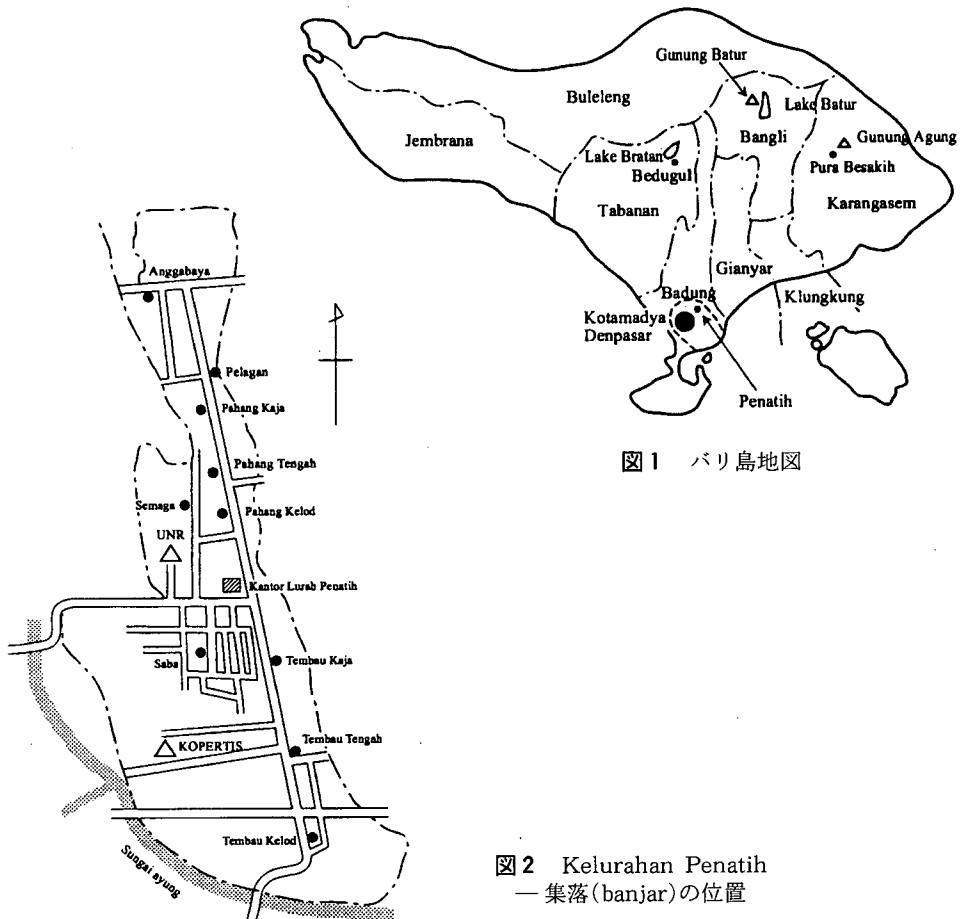 Gunung Batur
Buleleng
Lake Batur
Jembrana
Bangli
Gunung Agung
Lake Bratan
Bedugul
Pura Besakih
Tabanan
Karangasem
Gianyar
Badung
Klungkung
Kotamadya
Denpasar
Penatih
図1 バリ島地図
Anggabaya
Pelagan
Pahang Kaja
Pahang Tengah
Semaga
Pahang Kelod
UNR
Kantor Lurah Penatih
Saba
Tembau Kaja
Tembau Tengah
KOPERTIS
Tembau Kelod
Sungai ayung
図2 Kelurahan Penatih
― 集落(banjar)の位置